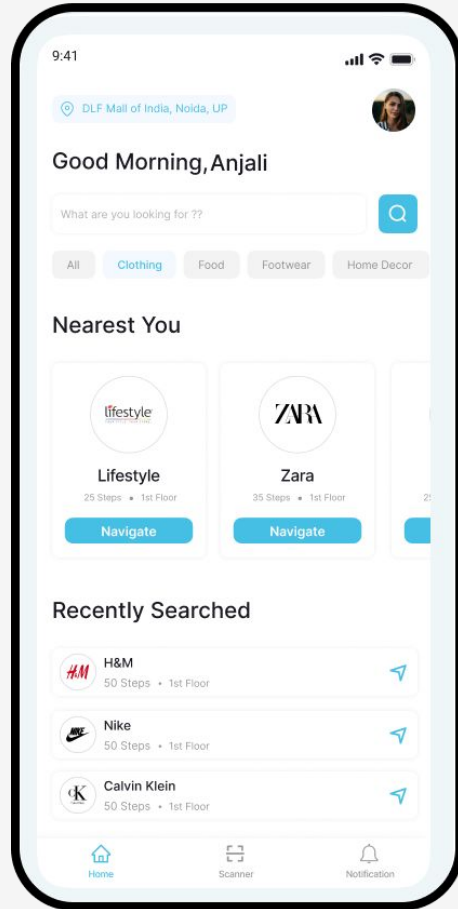 9:41
DLF Mall of India, Noida, UP
Good Morning, Anjali
What are you looking for ??
All Clothing Food Footwear Home Decor
Nearest You
lifestyle ZARA
Lifestyle Zara
25 Steps • 1st Floor 35 Steps • 1st Floor
Navigate Navigate
Recently Searched
H&M H&M
50 Steps • 1st Floor
NIKE Nike
50 Steps • 1st Floor
cK Calvin Klein
50 Steps • 1st Floor
Home Scanner Notification